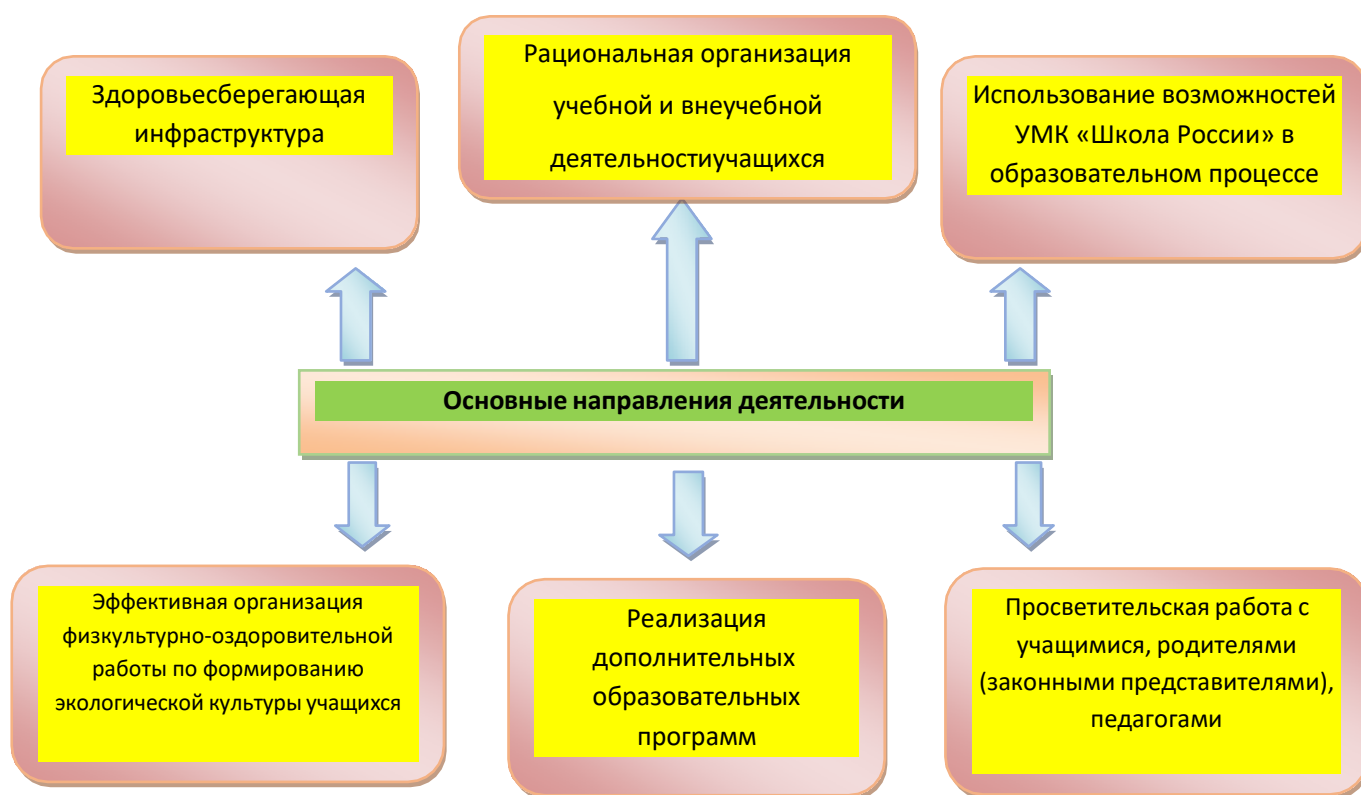 Здоровьесберегающая
инфраструктура
Рациональная организация
учебной и внеучебной
деятельностиучащихся
Использование возможностей
УМК «Школа России» в
образовательном процессе
Основные направления деятельности
Эффективная организация
физкультурно-оздоровительной
работы по формированию
экологической культуры учащихся
Реализация
дополнительных
образовательных
программ
Просветительская работа с
учащимися, родителями
(законными представителями),
педагогами